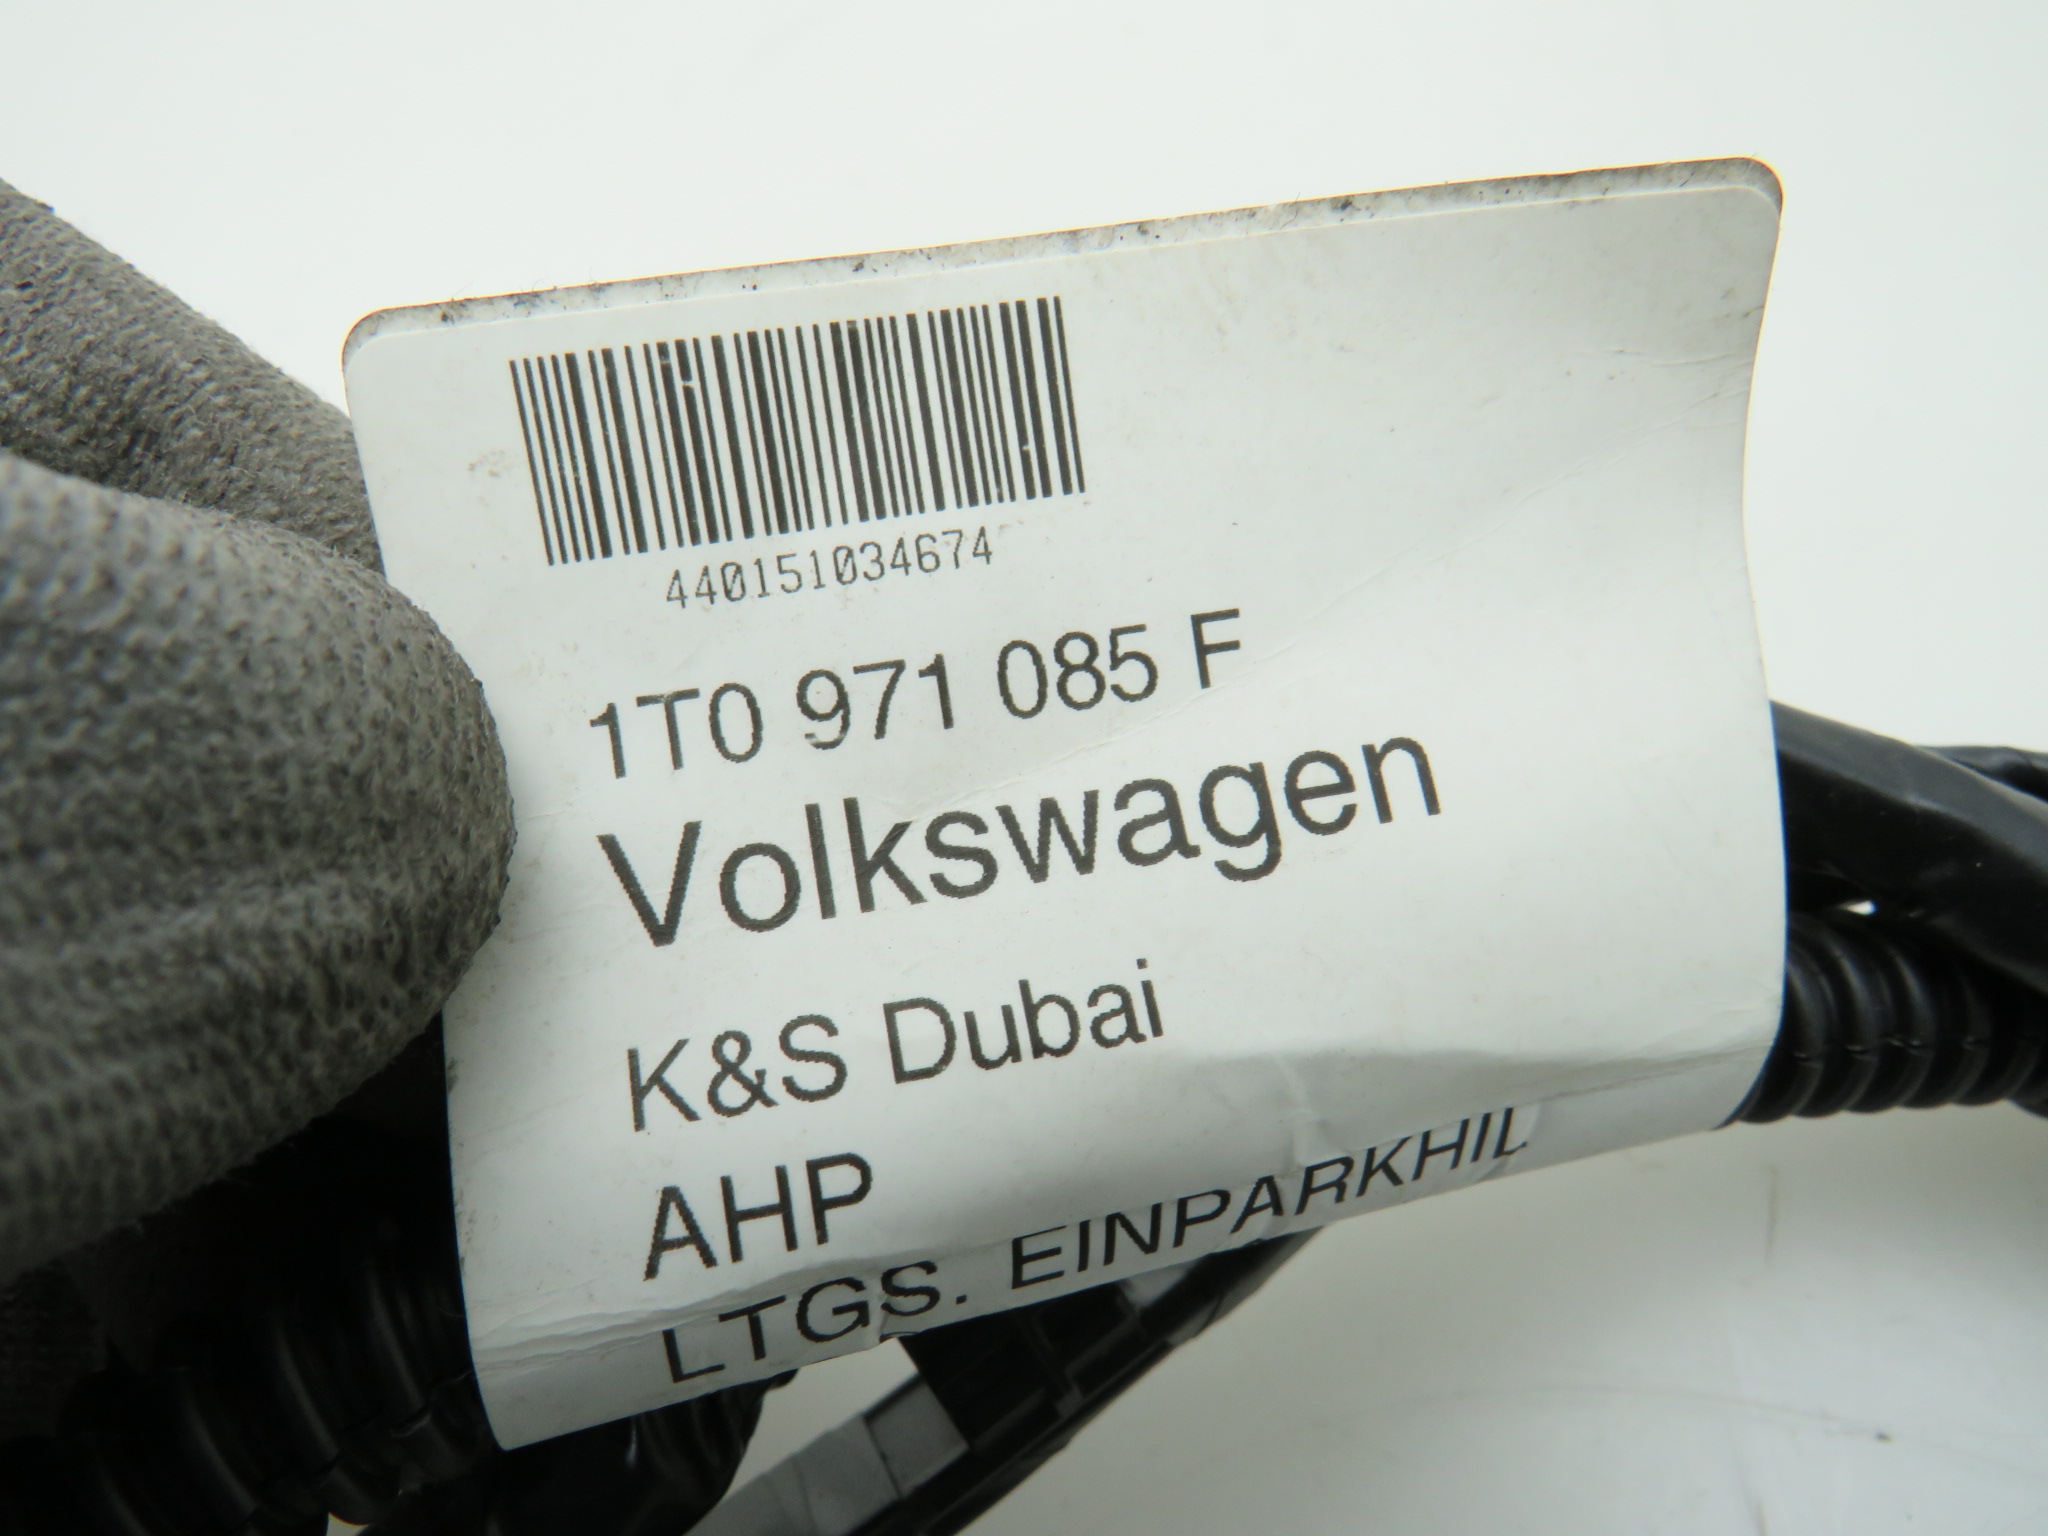 440151034674
1T0 971 085 F
Volkswagen
K&S Dubai
AHP
LTGS. EINPARKHIL